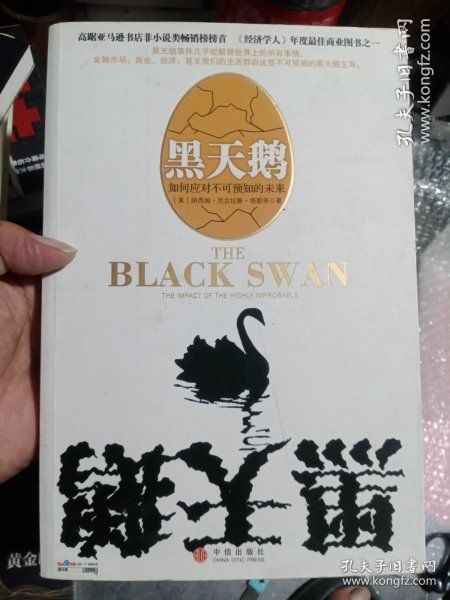 高踞亚马逊书店非小说类畅销榜榜首 《经济学人》年度最佳商业图书之一
黑天鹅事件几乎能解释世界上的所有事情，
金融市场、商业、经济，甚至我们的生活都由这些不可预测的黑天鹅主导。
黑天鹅
如何应对不可预知的未来
[美] 纳西姆·尼古拉斯·塔勒布◎著
THE
BLACK SWAN
THE IMPACT OF THE HIGHLY IMPROBABLE
黑天鹅
中信出版社
CHINA CITIC PRESS
黄金
孔夫子旧书网
www.kongfz.com
孔夫子旧书网
www.kongfz.com